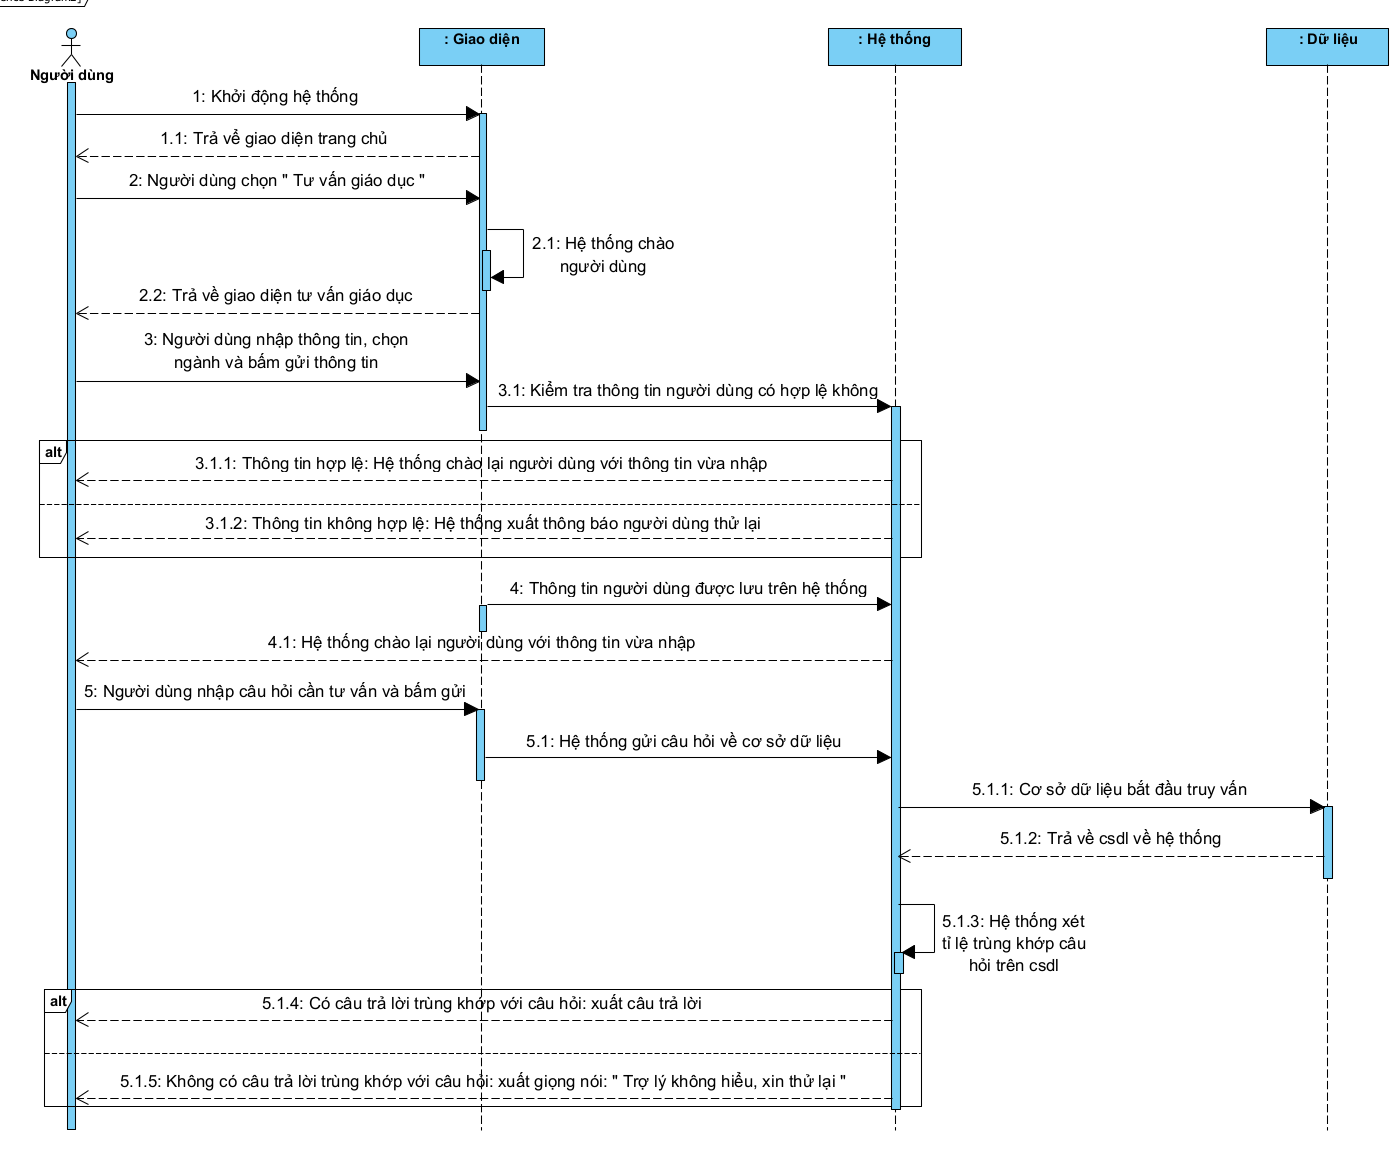 : Giao diện
: Hệ thống
: Dữ liệu
Người dùng
1: Khởi động hệ thống
1.1: Trả về giao diện trang chủ
2: Người dùng chọn " Tư vấn giáo dục "
2.1: Hệ thống chào
người dùng
2.2: Trả về giao diện tư vấn giáo dục
3: Người dùng nhập thông tin, chọn
ngành và bấm gửi thông tin
3.1: Kiểm tra thông tin người dùng có hợp lệ không
alt
3.1.1: Thông tin hợp lệ: Hệ thống chào lại người dùng với thông tin vừa nhập
3.1.2: Thông tin không hợp lệ: Hệ thống xuất thông báo người dùng thử lại
4: Thông tin người dùng được lưu trên hệ thống
4.1: Hệ thống chào lại người dùng với thông tin vừa nhập
5: Người dùng nhập câu hỏi cần tư vấn và bấm gửi
5.1: Hệ thống gửi câu hỏi về cơ sở dữ liệu
5.1.1: Cơ sở dữ liệu bắt đầu truy vấn
5.1.2: Trả về csdl về hệ thống
5.1.3: Hệ thống xét
tỉ lệ trùng khớp câu
hỏi trên csdl
alt
5.1.4: Có câu trả lời trùng khớp với câu hỏi: xuất câu trả lời
5.1.5: Không có câu trả lời trùng khớp với câu hỏi: xuất giọng nói: " Trợ lý không hiểu, xin thử lại "